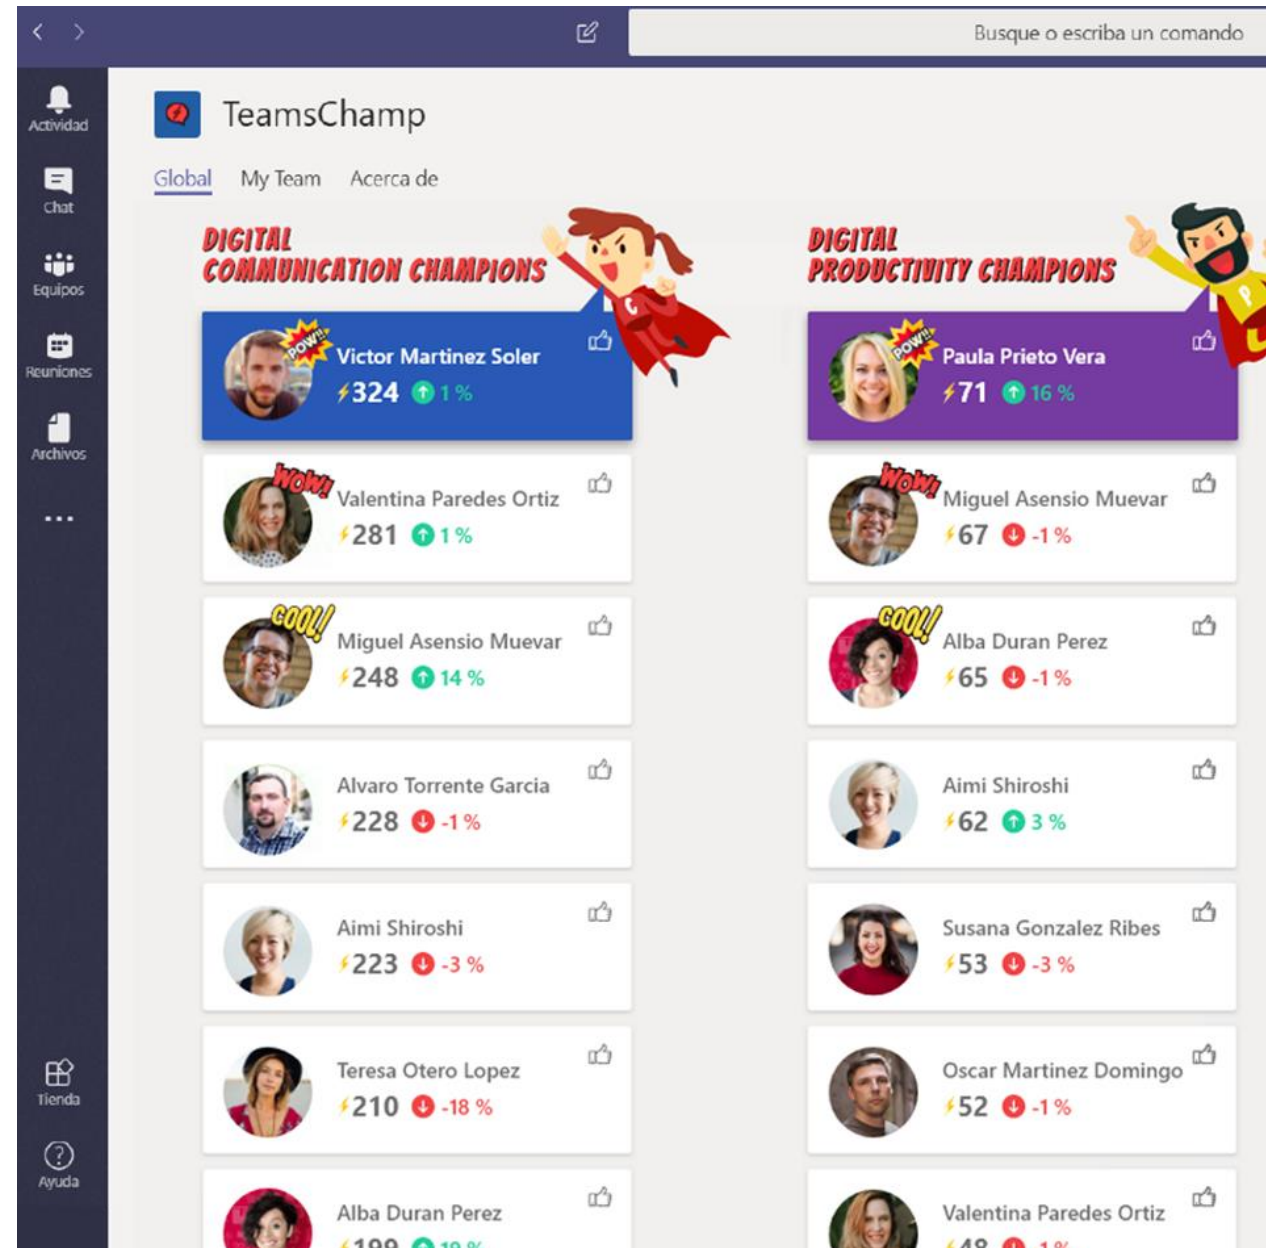 Busque o escriba un comando
Actividad
Chat
Equipos
Reuniones
Archivos
Tienda
Ayuda
TeamsChamp
Global My Team Acerca de
DIGITAL
COMMUNICATION CHAMPIONS
C
POW!!
Victor Martinez Soler
324 1 %
WOW!
Valentina Paredes Ortiz
281 1 %
COOL!
Miguel Asensio Muevar
248 14 %
Alvaro Torrente Garcia
228 -1 %
Aimi Shiroshi
223 -3 %
Teresa Otero Lopez
210 -18 %
Alba Duran Perez
199 19 %
DIGITAL
PRODUCTIVITY CHAMPIONS
P
POW!!
Paula Prieto Vera
71 16 %
WOW!
Miguel Asensio Muevar
67 -1 %
COOL!
Alba Duran Perez
65 -1 %
Aimi Shiroshi
62 3 %
Susana Gonzalez Ribes
53 -3 %
Oscar Martinez Domingo
52 -1 %
Valentina Paredes Ortiz
48 -1 %